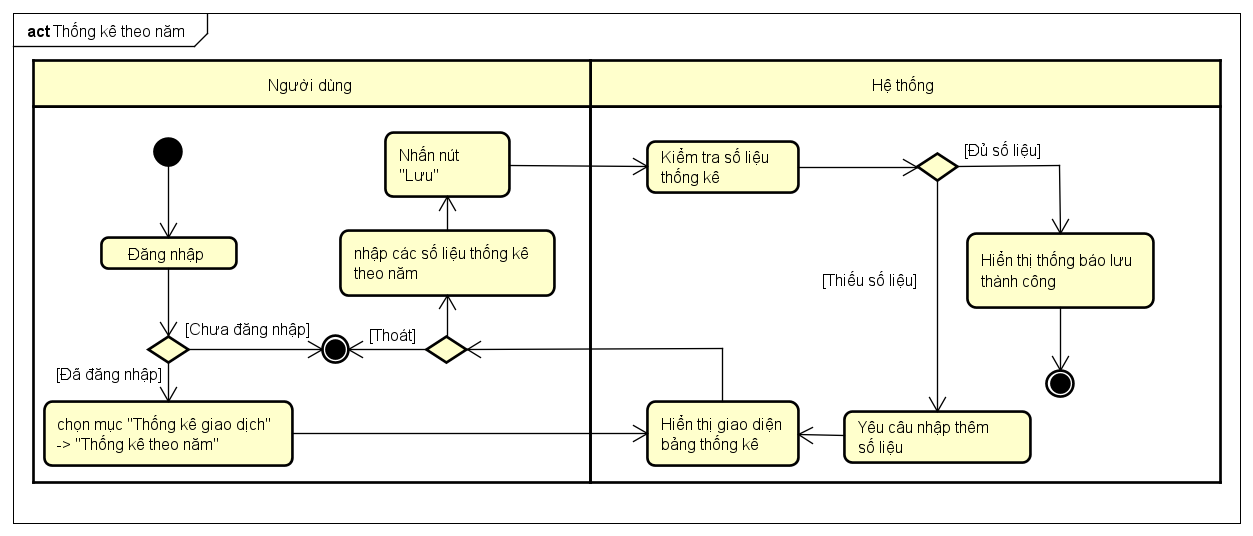 act Thống kê theo năm
Người dùng
Hệ thống
Nhấn nút
"Lưu"
Kiểm tra số liệu
thống kê
[Đủ số liệu]
Đăng nhập
nhập các số liệu thống kê
theo năm
Hiển thị thống báo lưu
thành công
[Thiếu số liệu]
[Chưa đăng nhập]
[Thoát]
[Đã đăng nhập]
chọn mục "Thống kê giao dịch"
-> "Thống kê theo năm"
Hiển thị giao diện
bảng thống kê
Yêu câu nhập thêm
số liệu